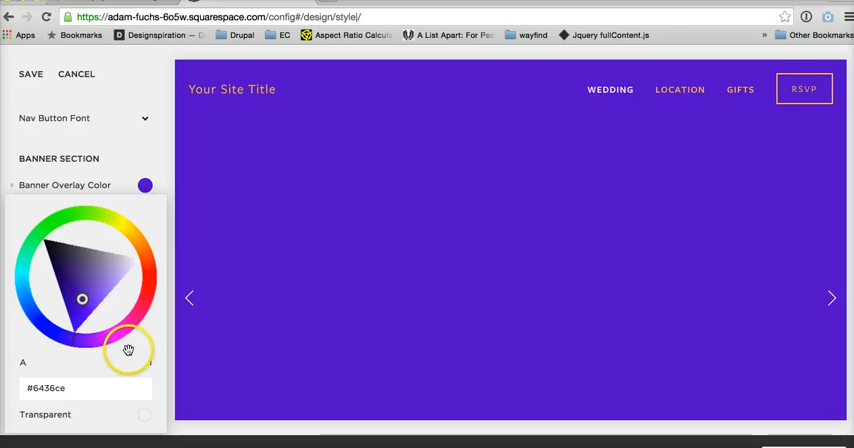 https://adam-fuchs-6o5w.squarespace.com/config#/design/style/
Apps Bookmarks Designspiration — D Drupal EC Aspect Ratio Calcula A List Apart: For Peo wayfind Jquery fullContent.js » Other Bookmarks
SAVE CANCEL
Your Site Title WEDDING LOCATION GIFTS RSVP
Nav Button Font
BANNER SECTION
Banner Overlay Color
A
#6436ce
Transparent